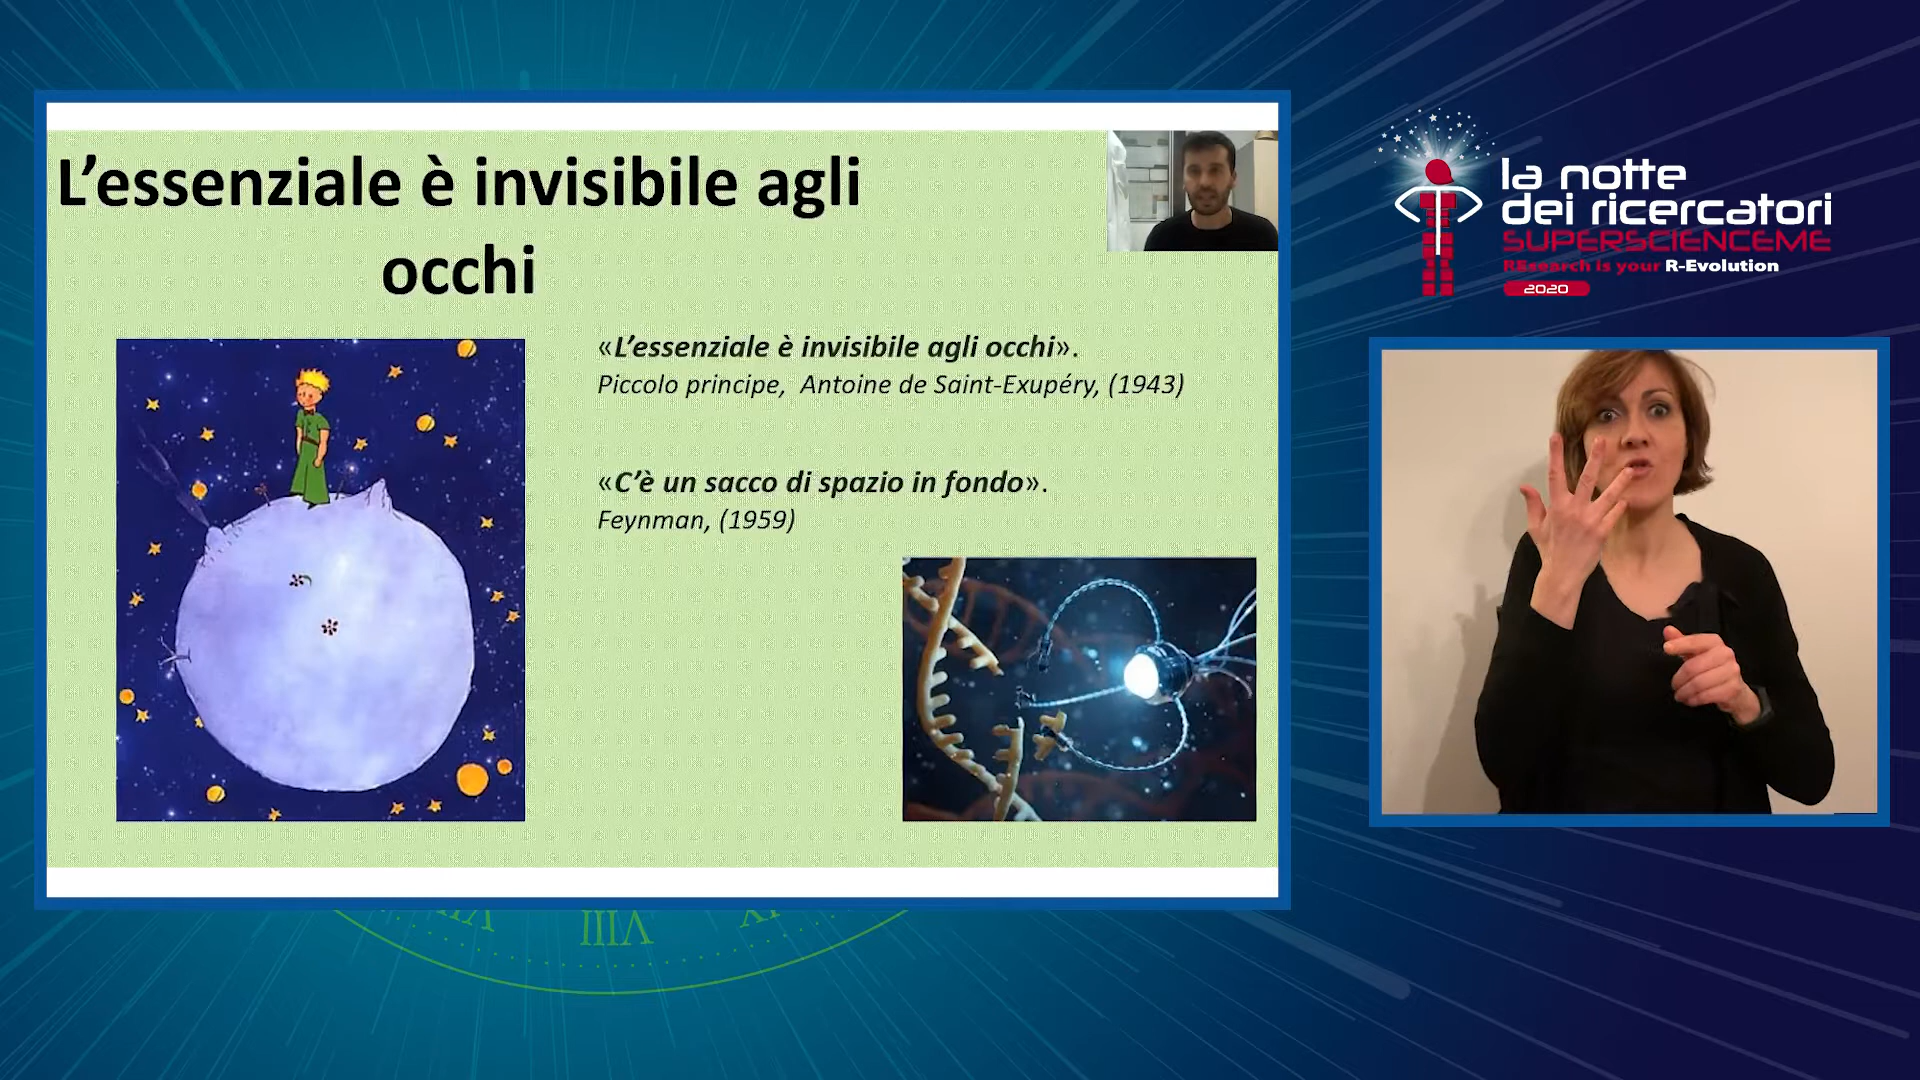 L’essenziale è invisibile agli
occhi
«L’essenziale è invisibile agli occhi».
Piccolo principe, Antoine de Saint-Exupéry, (1943)
«C’è un sacco di spazio in fondo».
Feynman, (1959)
la notte
dei ricercatori
SUPERSCIENCEME
REsearch is your R-Evolution
2020
VIII